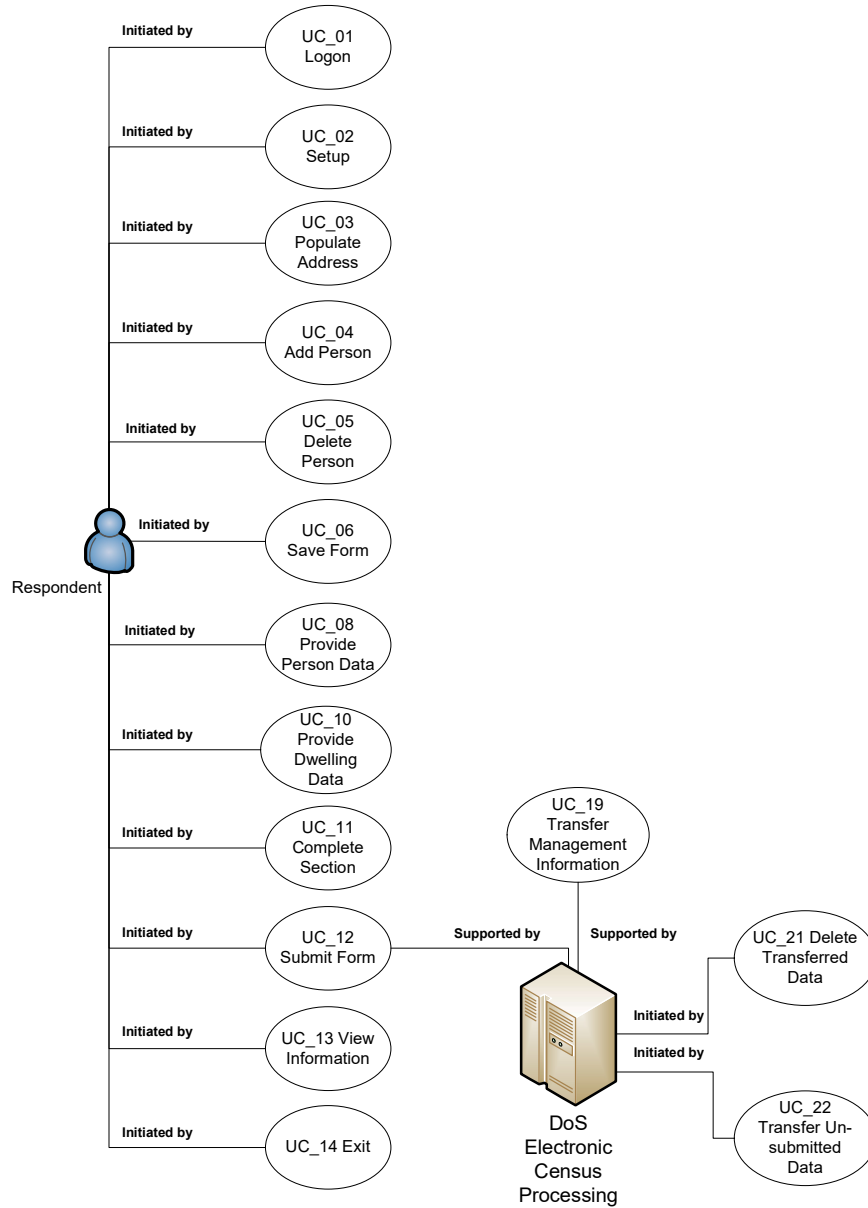 Initiated by
UC_01
Logon
Initiated by
UC_02
Setup
Initiated by
UC_03
Populate
Address
Initiated by
UC_04
Add Person
Initiated by
UC_05
Delete
Person
Initiated by
UC_06
Save Form
Respondent
Initiated by
UC_08
Provide
Person Data
Initiated by
UC_10
Provide
Dwelling
Data
Initiated by
UC_11
Complete
Section
UC_19
Transfer
Management
Information
Initiated by
UC_12
Submit Form
Supported by
Supported by
UC_21 Delete
Transferred
Data
Initiated by
Initiated by
UC_22
Transfer Un-
submitted
Data
Initiated by
UC_13 View
Information
Initiated by
UC_14 Exit
DoS
Electronic
Census
Processing